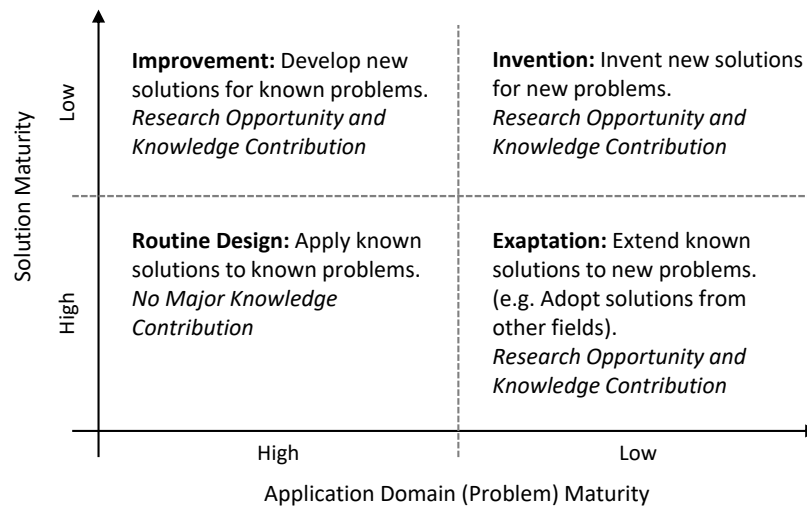 Improvement: Develop new
solutions for known problems.
Research Opportunity and
Knowledge Contribution
Invention: Invent new solutions
for new problems.
Research Opportunity and
Knowledge Contribution
Routine Design: Apply known
solutions to known problems.
No Major Knowledge
Contribution
Exaptation: Extend known
solutions to new problems.
(e.g. Adopt solutions from
other fields).
Research Opportunity and
Knowledge Contribution
Solution Maturity
Low
High
High
Low
Application Domain (Problem) Maturity